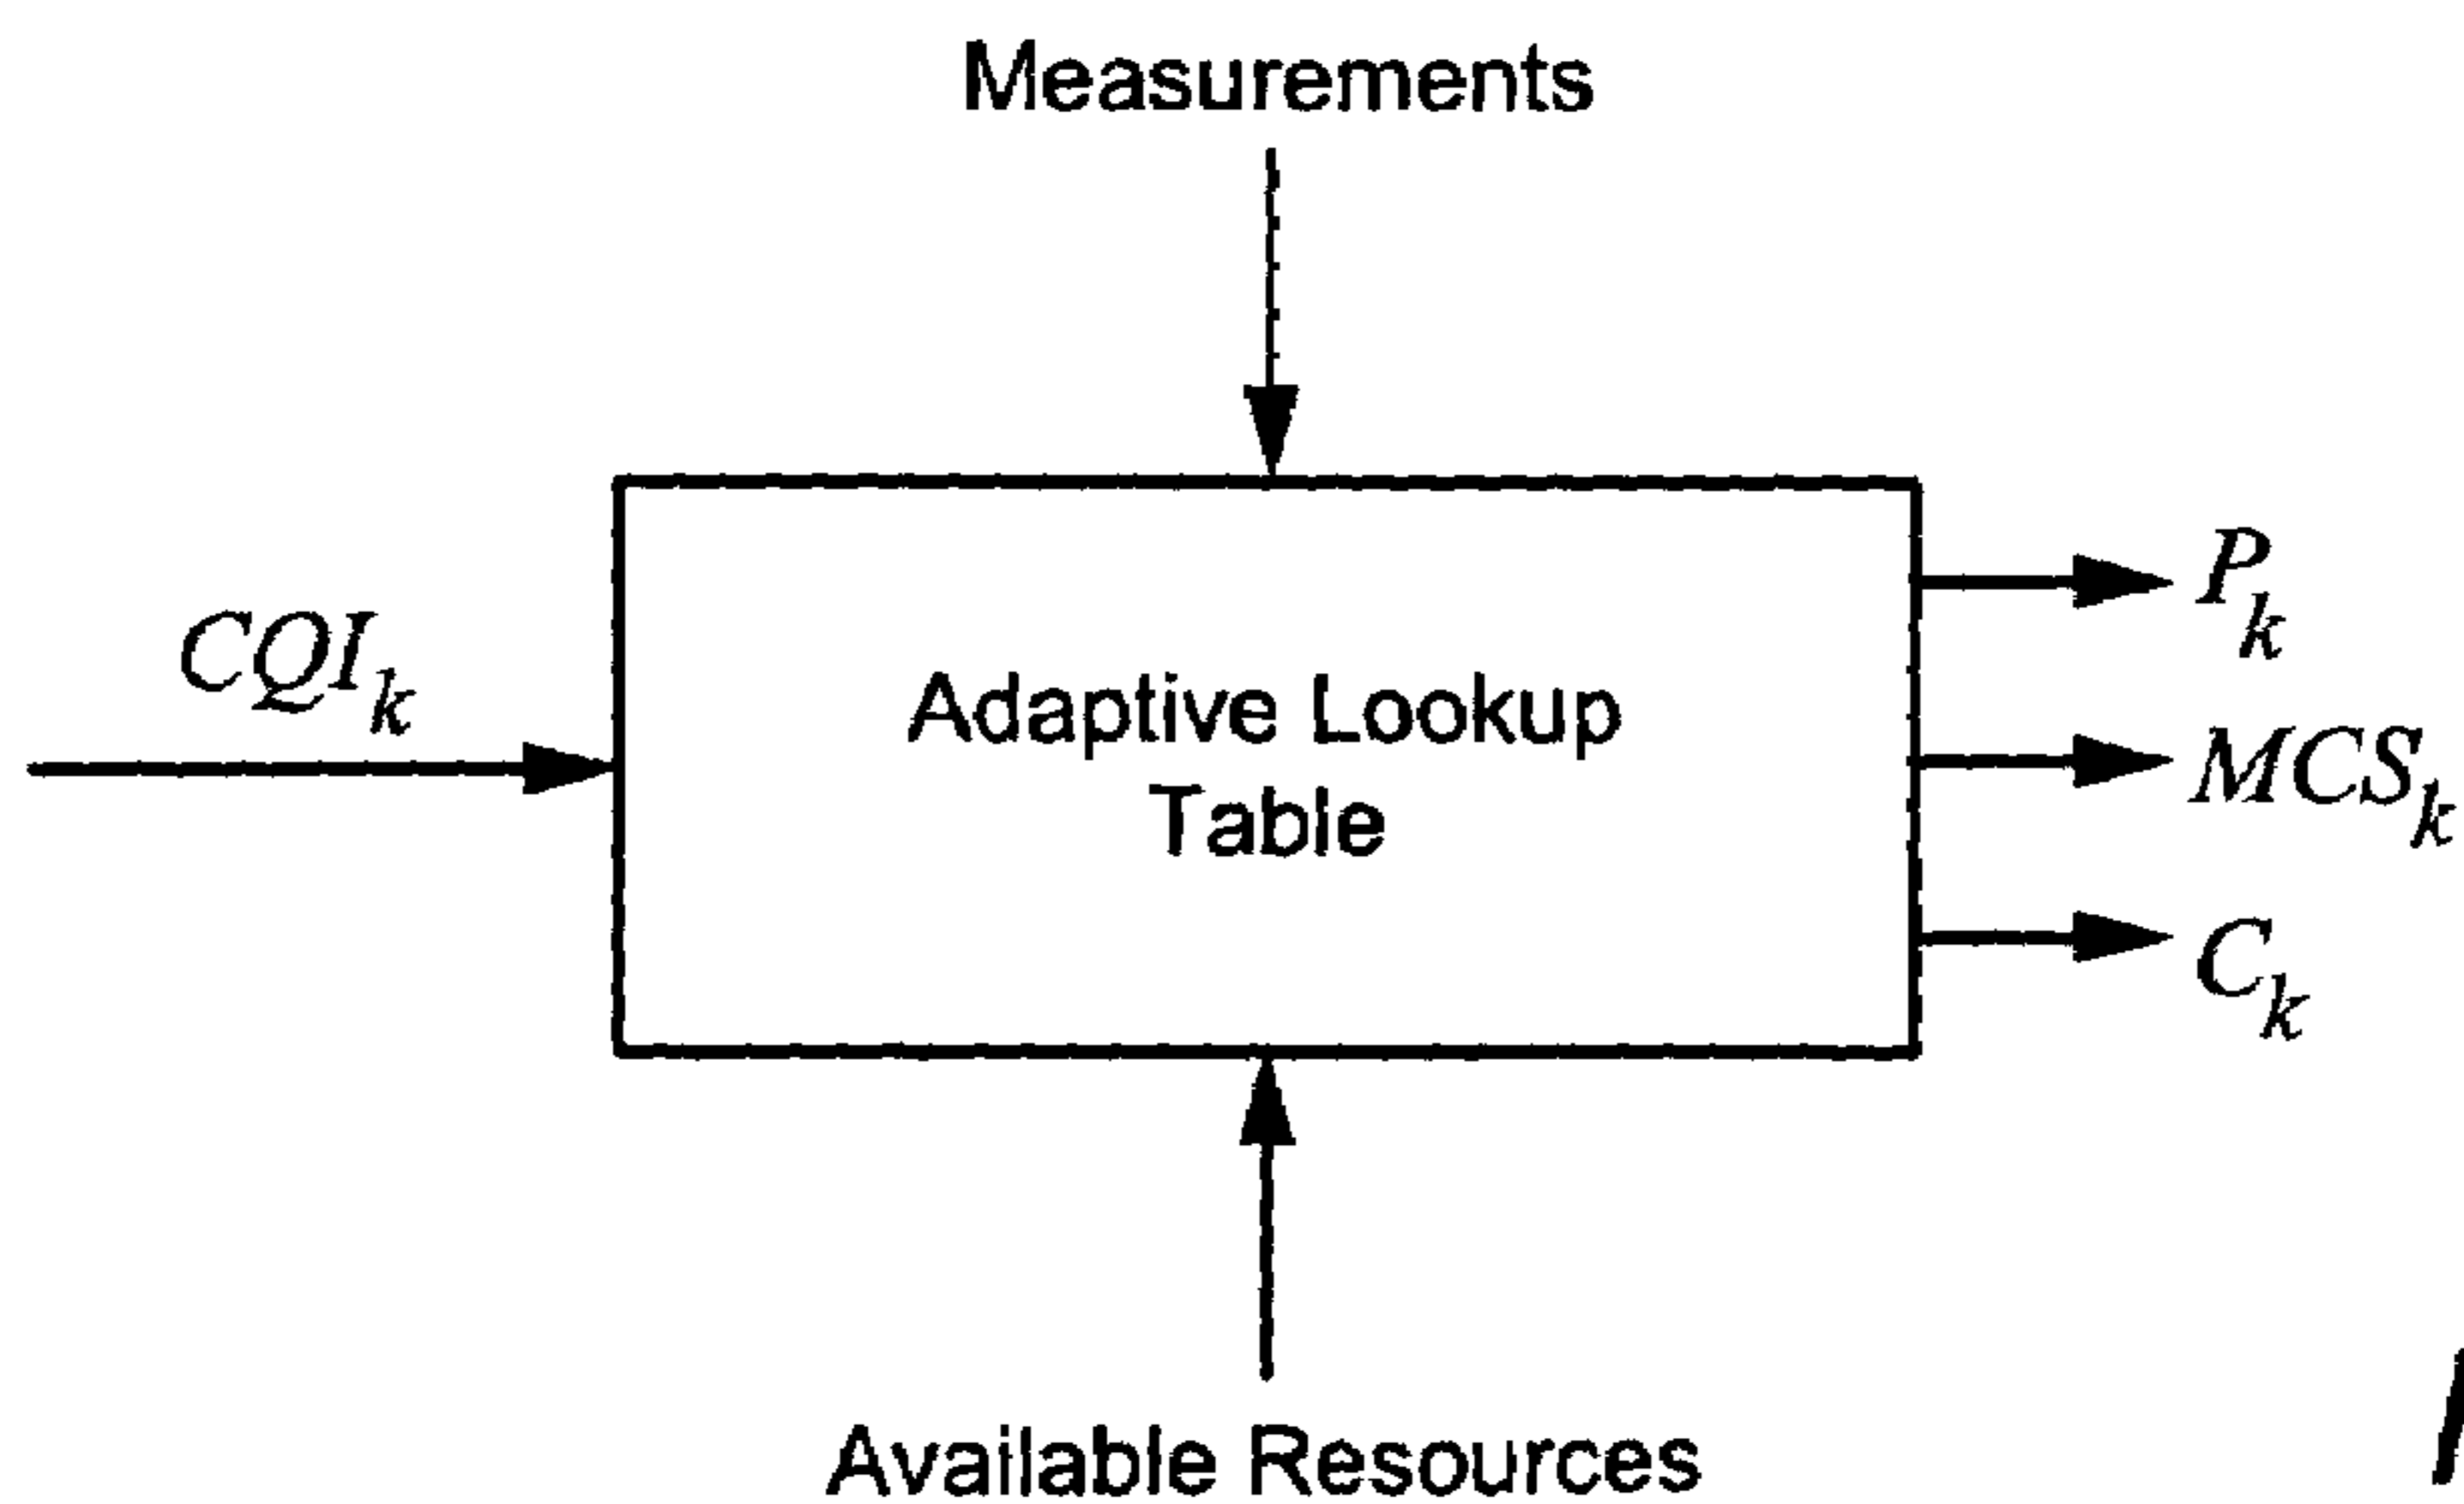 Measurements
CQI_k
Adaptive Lookup
Table
P_k
MCS_k
C_k
Available Resources